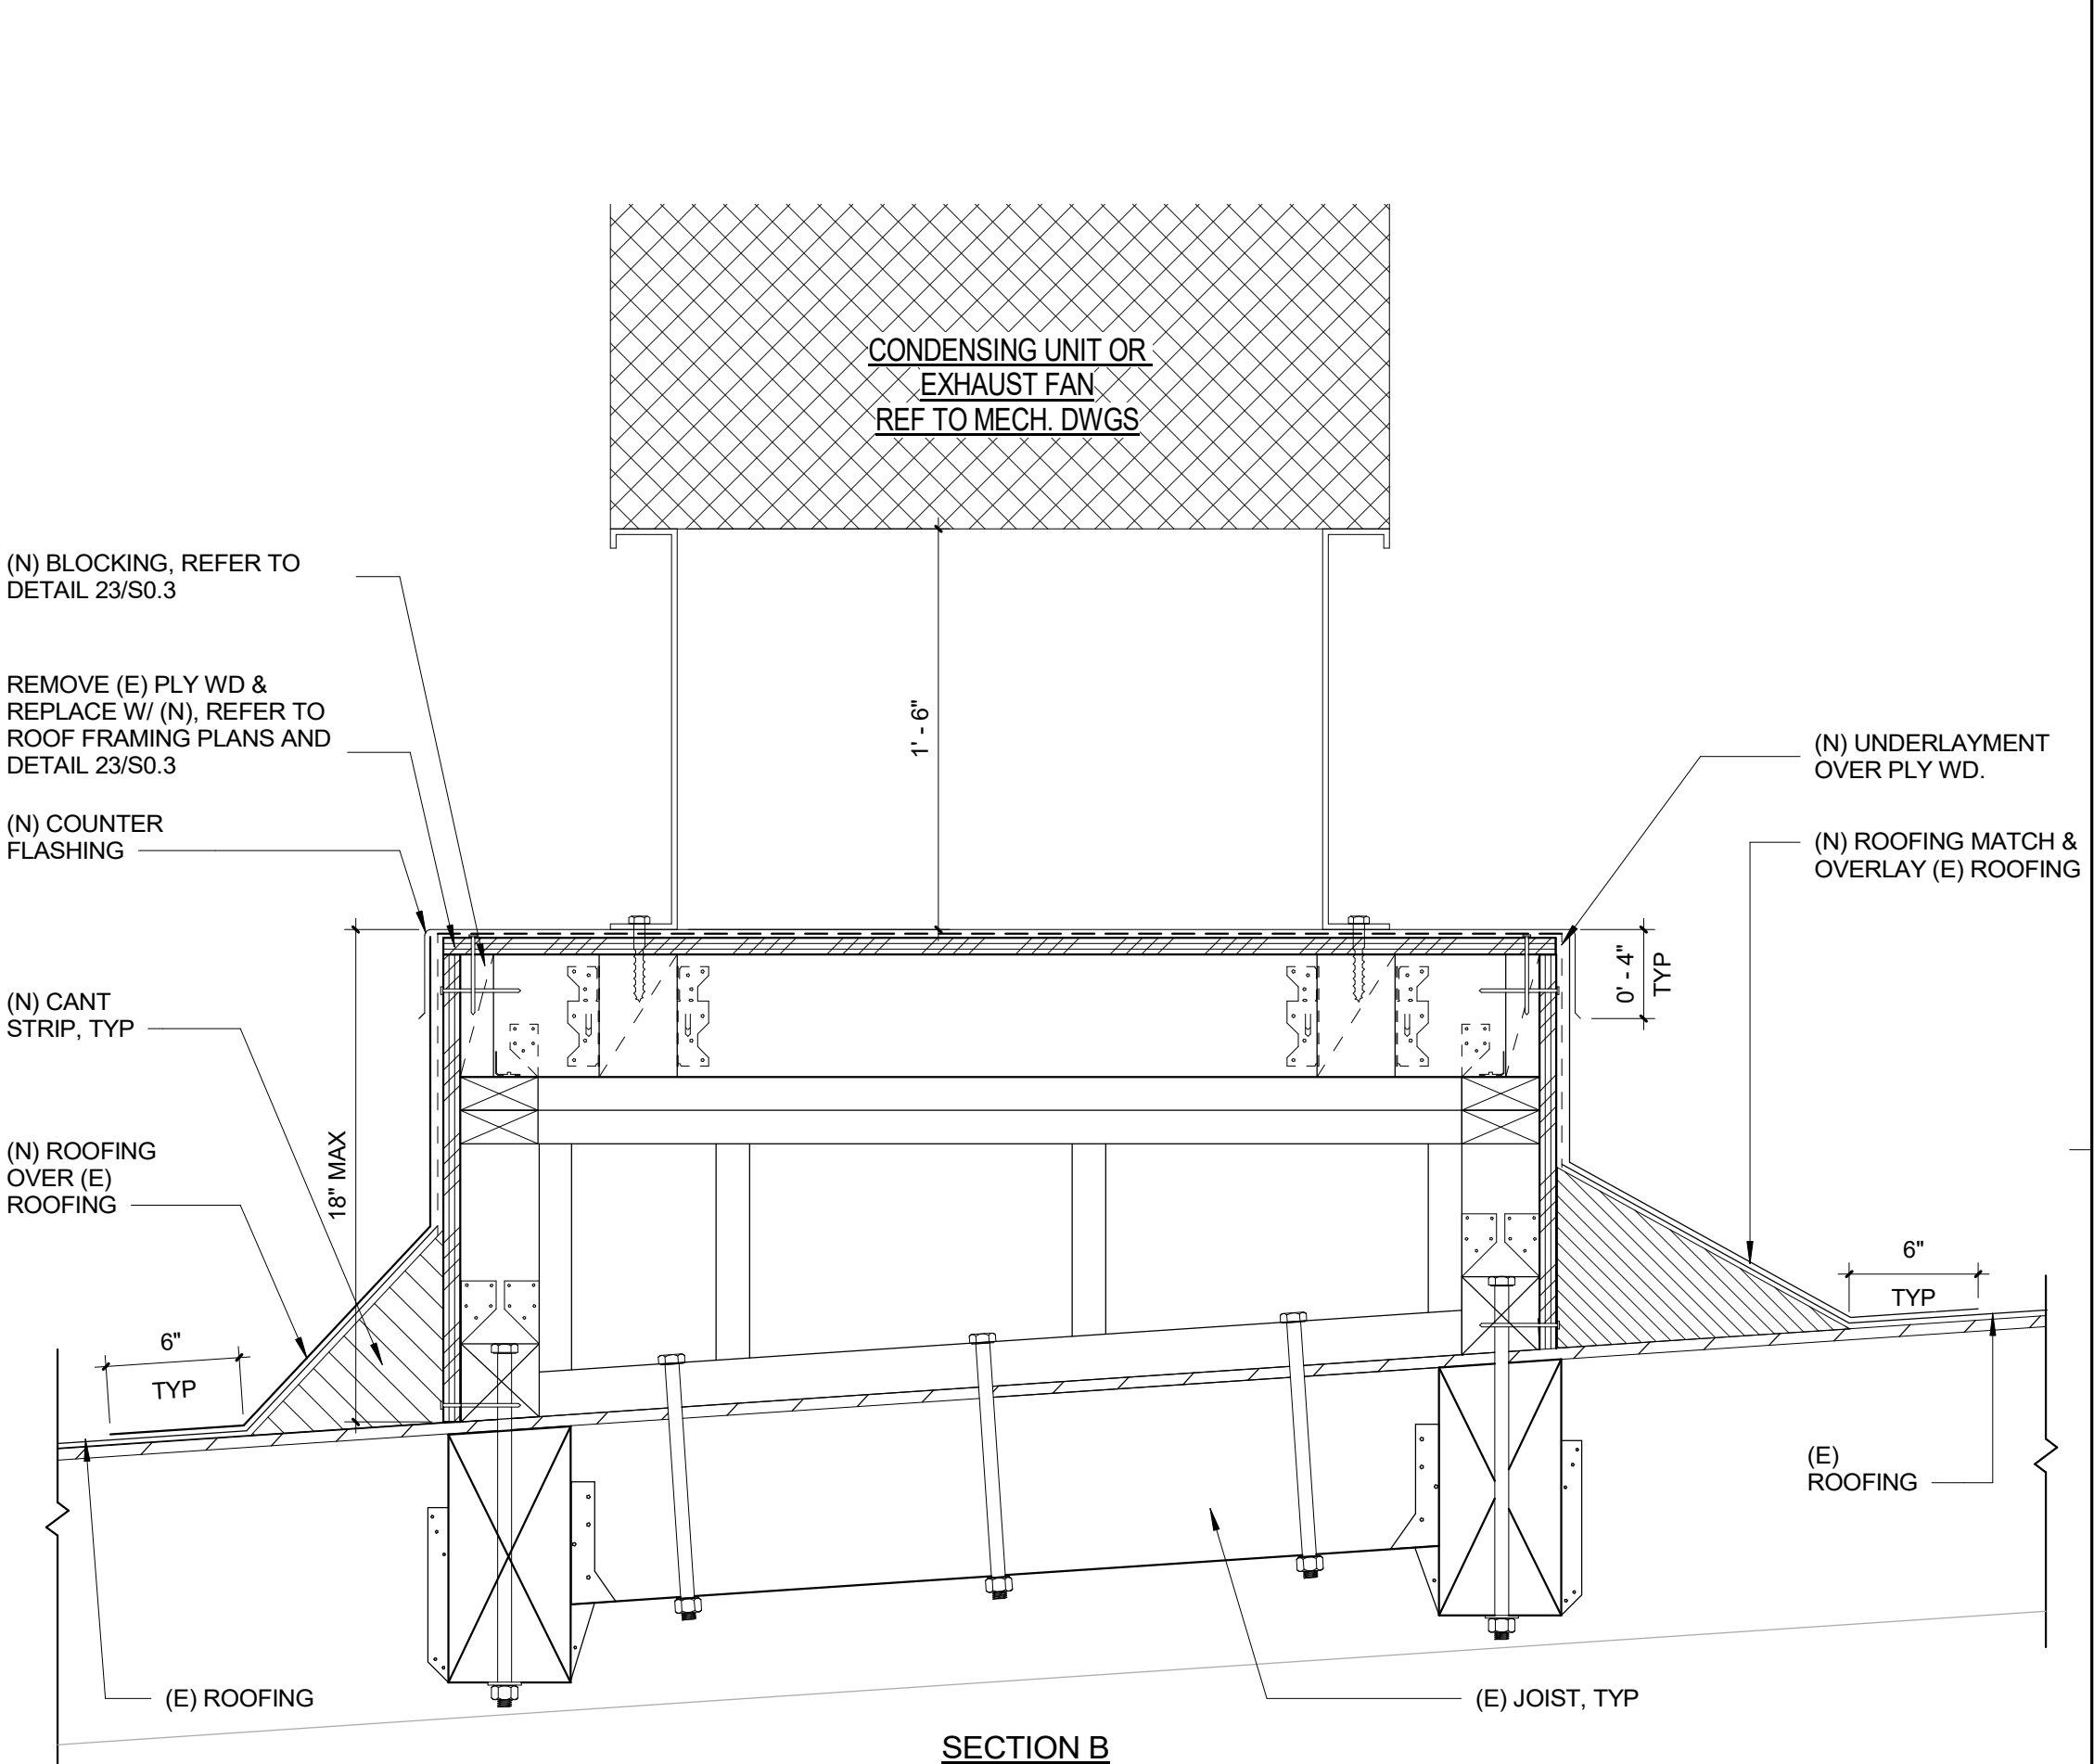 CONDENSING UNIT OR
EXHAUST FAN
REF TO MECH. DWGS
(N) BLOCKING, REFER TO
DETAIL 23/S0.3
REMOVE (E) PLY WD &
REPLACE W/ (N), REFER TO
ROOF FRAMING PLANS AND
DETAIL 23/S0.3
(N) COUNTER
FLASHING
(N) CANT
STRIP, TYP
(N) ROOFING
OVER (E)
ROOFING
18" MAX
6"
TYP
(E) ROOFING
1' - 6"
(N) UNDERLAYMENT
OVER PLY WD.
(N) ROOFING MATCH &
OVERLAY (E) ROOFING
0' - 4"
TYP
6"
TYP
(E)
ROOFING
(E) JOIST, TYP
SECTION B